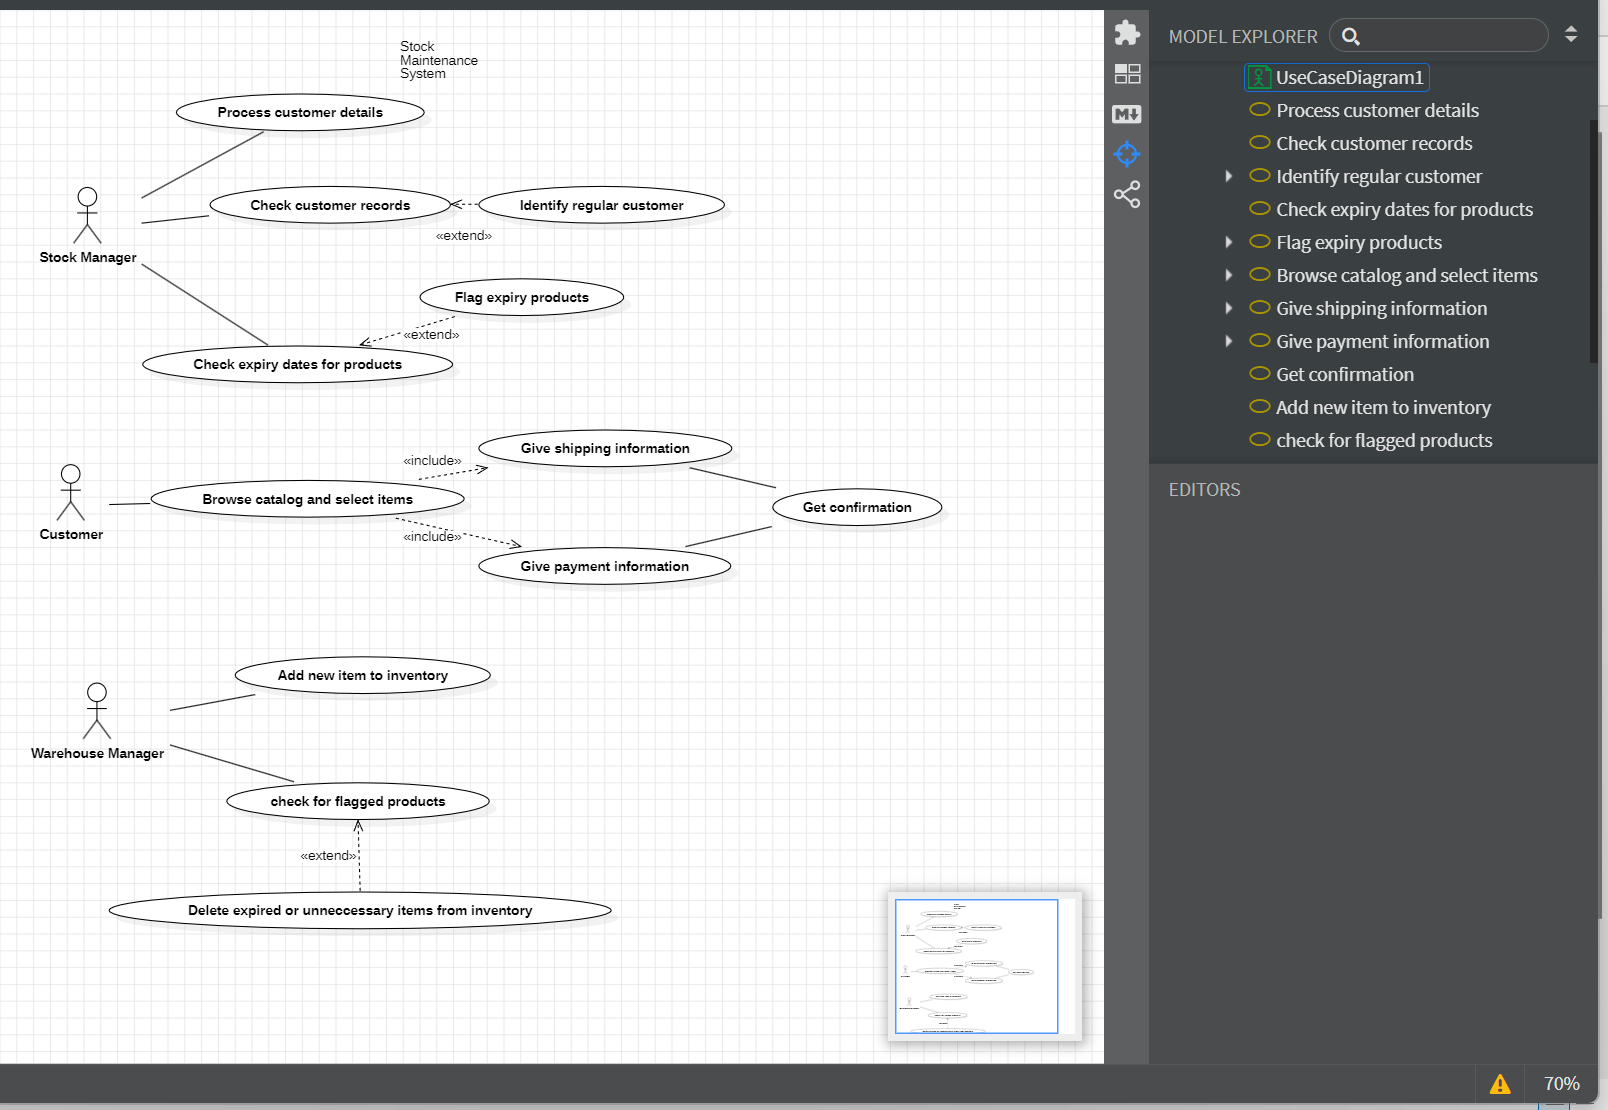 Stock
Maintenance
System
Process customer details
Check customer records
Identify regular customer
«extend»
Stock Manager
Flag expiry products
«extend»
Check expiry dates for products
Give shipping information
«include»
Browse catalog and select items
Get confirmation
Customer
«include»
Give payment information
Add new item to inventory
Warehouse Manager
check for flagged products
«extend»
Delete expired or unneccessary items from inventory
MODEL EXPLORER
UseCaseDiagram1
Process customer details
Check customer records
Identify regular customer
Check expiry dates for products
Flag expiry products
Browse catalog and select items
Give shipping information
Give payment information
Get confirmation
Add new item to inventory
check for flagged products
EDITORS
M
70%